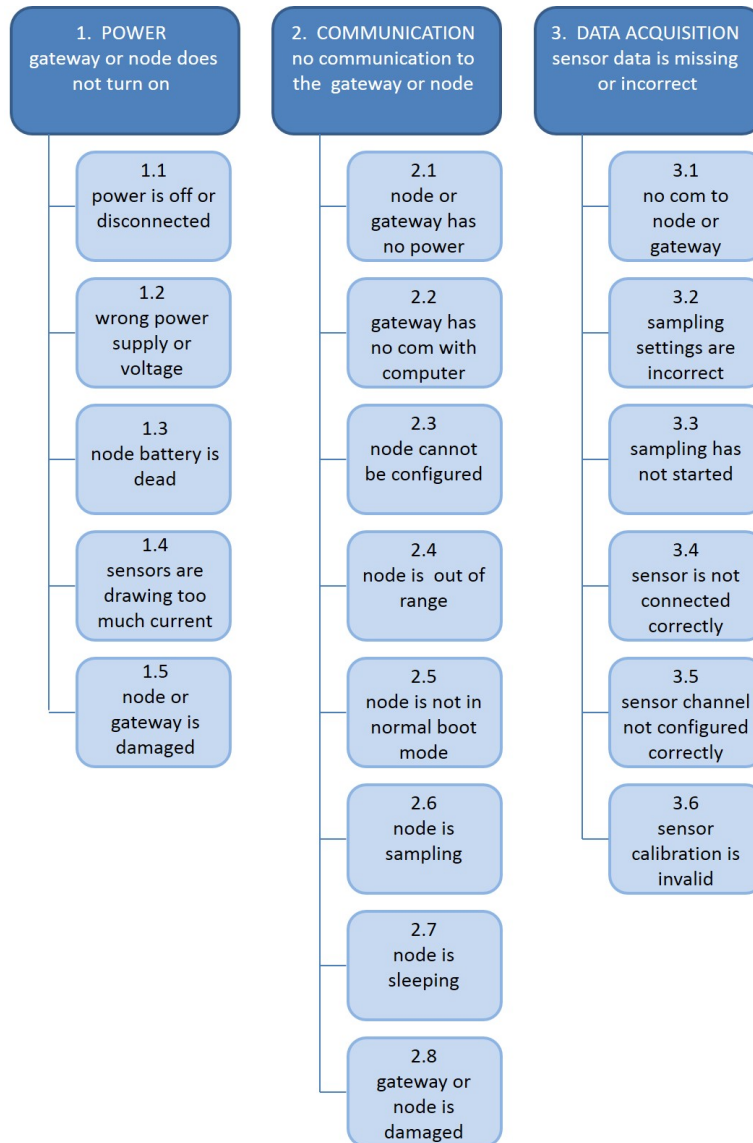 1.  POWER
gateway or node does
not turn on
1.1
power is off or
disconnected
1.2
wrong power
supply or
voltage
1.3
node battery is
dead
1.4
sensors are
drawing too
much current
1.5
node or
gateway is
damaged
2.  COMMUNICATION
no communication to
the  gateway or node
2.1
node or
gateway has
no power
2.2
gateway has
no com with
computer
2.3
node cannot
be configured
2.4
node is  out of
range
2.5
node is not in
normal boot
mode
2.6
node is
sampling
2.7
node is
sleeping
2.8
gateway or
node is
damaged
3.  DATA ACQUISITION
sensor data is missing
or incorrect
3.1
no com to
node or
gateway
3.2
sampling
settings are
incorrect
3.3
sampling has
not started
3.4
sensor is not
connected
correctly
3.5
sensor channel
not configured
correctly
3.6
sensor
calibration is
invalid